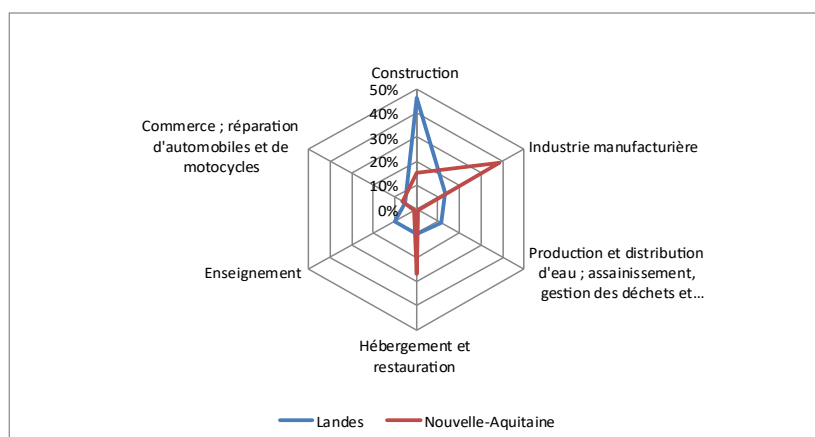 Construction
50%
40%
30%
20%
10%
0%
Industrie manufacturière
Production et distribution
d'eau ; assainissement,
gestion des déchets et…
Hébergement et
restauration
Enseignement
Commerce ; réparation
d'automobiles et de
motocycles
Landes
Nouvelle-Aquitaine